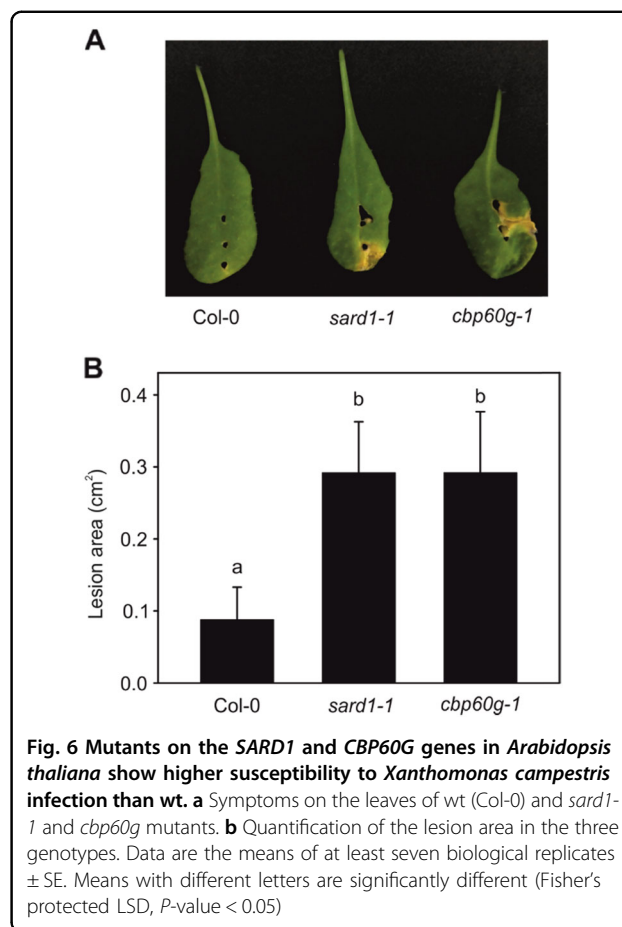 A
Col-0 sard1-1 cbp60g-1
B
0.4
0.3
0.2
0.1
0.0
Lesion area (cm²)
a
b
b
Col-0 sard1-1 cbp60g-1
Fig. 6 Mutants on the SARD1 and CBP60G genes in Arabidopsis
thaliana show higher susceptibility to Xanthomonas campestris
infection than wt. a Symptoms on the leaves of wt (Col-0) and sard1-
1 and cbp60g mutants. b Quantification of the lesion area in the three
genotypes. Data are the means of at least seven biological replicates
± SE. Means with different letters are significantly different (Fisher's
protected LSD, P-value < 0.05)